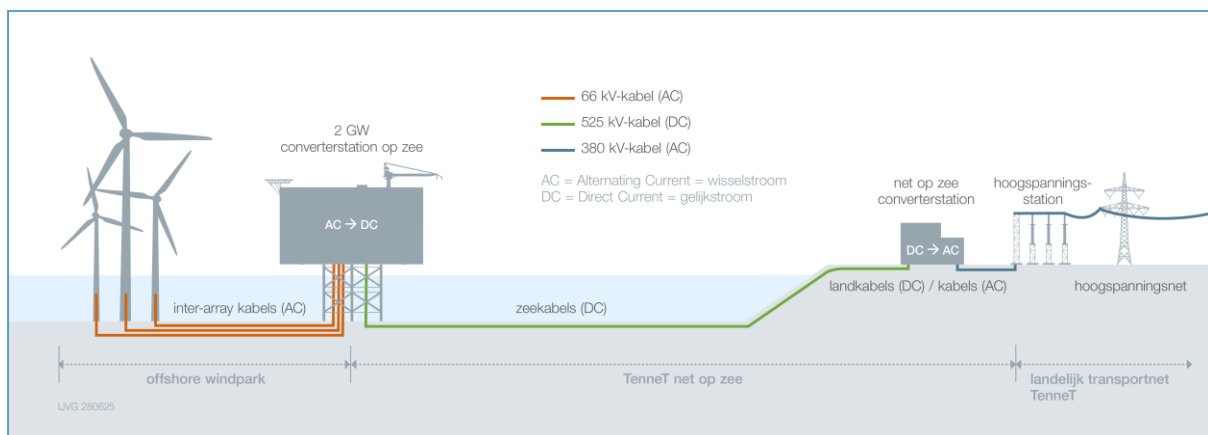 66 kV-kabel (AC)
525 kV-kabel (DC)
380 kV-kabel (AC)
AC = Alternating Current = wisselstroom
DC = Direct Current = gelijkstroom
2 GW
converterstation op zee
AC → DC
net op zee
converterstation
DC → AC
hoogspannings-
station
inter-array kabels (AC)
zeekabels (DC)
landkabels (DC) / kabels (AC)
hoogspanningsnet
offshore windpark
TenneT net op zee
landelijk transportnet
TenneT
IJVG 280625